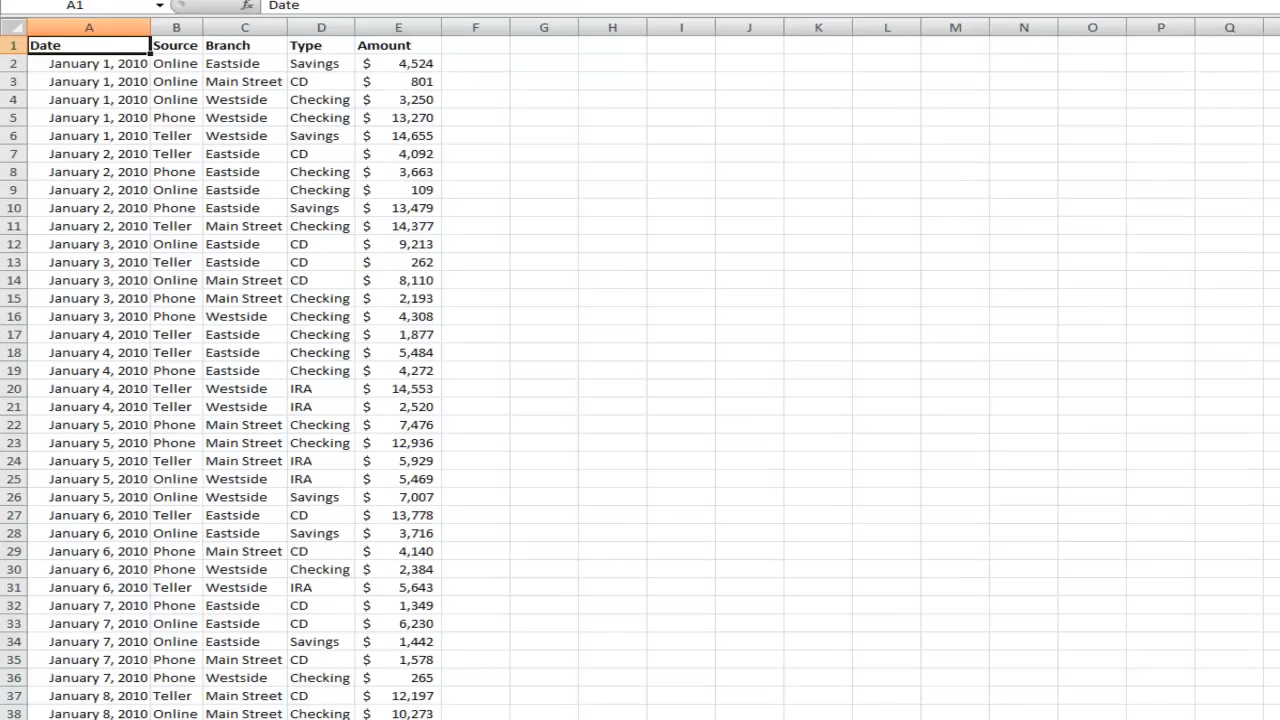 A1 fx Date
A B C D E F G H I J K L M N O P Q
1 Date Source Branch Type Amount
2 January 1, 2010 Online Eastside Savings $ 4,524
3 January 1, 2010 Online Main Street CD $ 801
4 January 1, 2010 Online Westside Checking $ 3,250
5 January 1, 2010 Phone Westside Checking $ 13,270
6 January 1, 2010 Teller Westside Savings $ 14,655
7 January 2, 2010 Teller Eastside CD $ 4,092
8 January 2, 2010 Phone Eastside Checking $ 3,663
9 January 2, 2010 Online Eastside Checking $ 109
10 January 2, 2010 Phone Eastside Savings $ 13,479
11 January 2, 2010 Teller Main Street Checking $ 14,377
12 January 3, 2010 Online Eastside CD $ 9,213
13 January 3, 2010 Teller Eastside CD $ 262
14 January 3, 2010 Online Main Street CD $ 8,110
15 January 3, 2010 Phone Main Street Checking $ 2,193
16 January 3, 2010 Phone Westside Checking $ 4,308
17 January 4, 2010 Teller Eastside Checking $ 1,877
18 January 4, 2010 Teller Eastside Checking $ 5,484
19 January 4, 2010 Phone Eastside Checking $ 4,272
20 January 4, 2010 Teller Westside IRA $ 14,553
21 January 4, 2010 Teller Westside IRA $ 2,520
22 January 5, 2010 Phone Main Street Checking $ 7,476
23 January 5, 2010 Phone Main Street Checking $ 12,936
24 January 5, 2010 Teller Main Street IRA $ 5,929
25 January 5, 2010 Online Westside IRA $ 5,469
26 January 5, 2010 Online Westside Savings $ 7,007
27 January 6, 2010 Teller Eastside CD $ 13,778
28 January 6, 2010 Online Eastside Savings $ 3,716
29 January 6, 2010 Phone Main Street CD $ 4,140
30 January 6, 2010 Phone Westside Checking $ 2,384
31 January 6, 2010 Teller Westside IRA $ 5,643
32 January 7, 2010 Phone Eastside CD $ 1,349
33 January 7, 2010 Online Eastside CD $ 6,230
34 January 7, 2010 Online Eastside Savings $ 1,442
35 January 7, 2010 Phone Main Street CD $ 1,578
36 January 7, 2010 Phone Westside Checking $ 265
37 January 8, 2010 Teller Main Street CD $ 12,197
38 January 8, 2010 Online Main Street Checking $ 10,273